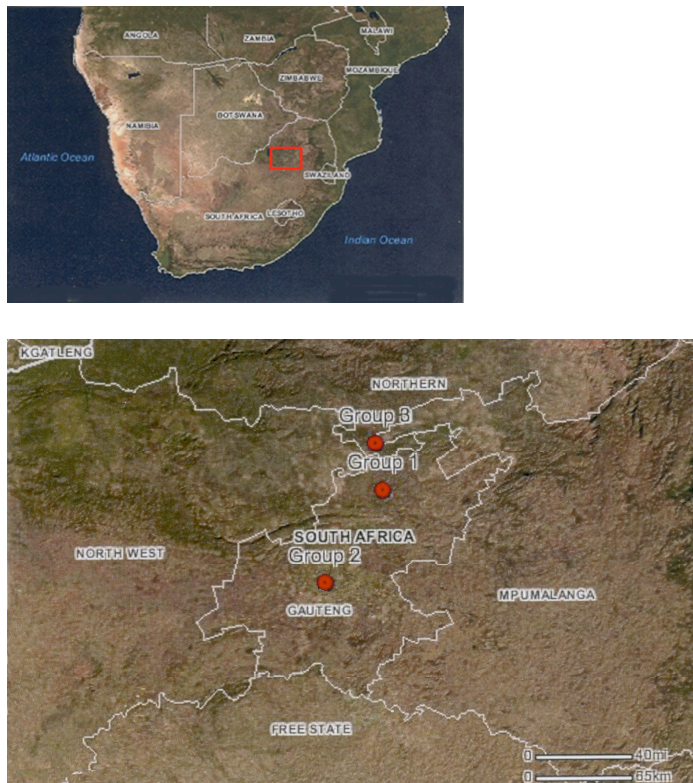 ANGOLA
ZAMBIA
MALAWI
MOZAMBIQUE
ZIMBABWE
BOTSWANA
NAMIBIA
Atlantic Ocean
SWAZILAND
SOUTH AFRICA
LESOTHO
Indian Ocean
KGATLENG
NORTHERN
Group 3
Group 1
SOUTH AFRICA
NORTH WEST
Group 2
MPUMALANGA
GAUTENG
FREE STATE
0 40mi
0 65km